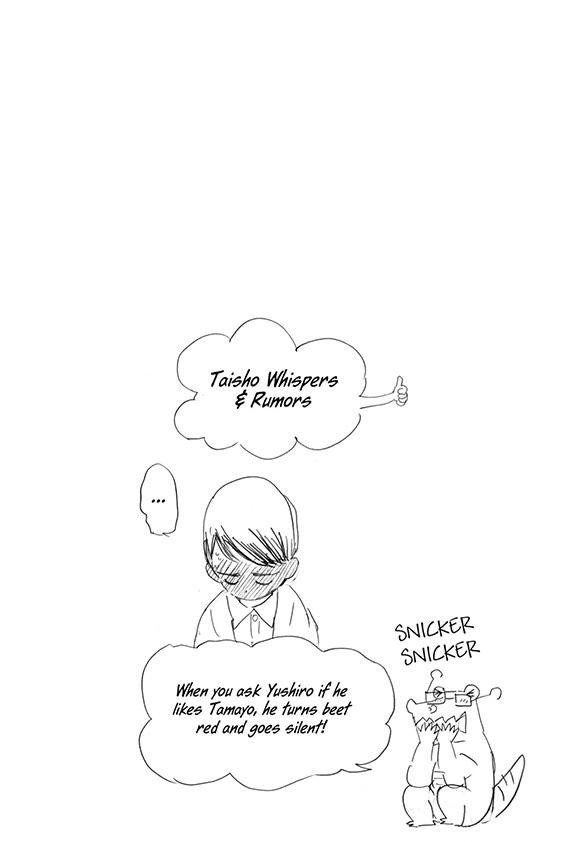 Taisho Whispers
& Rumors
...
SNICKER
SNICKER
When you ask Yushiro if he
likes Tamayo, he turns beet
red and goes silent!